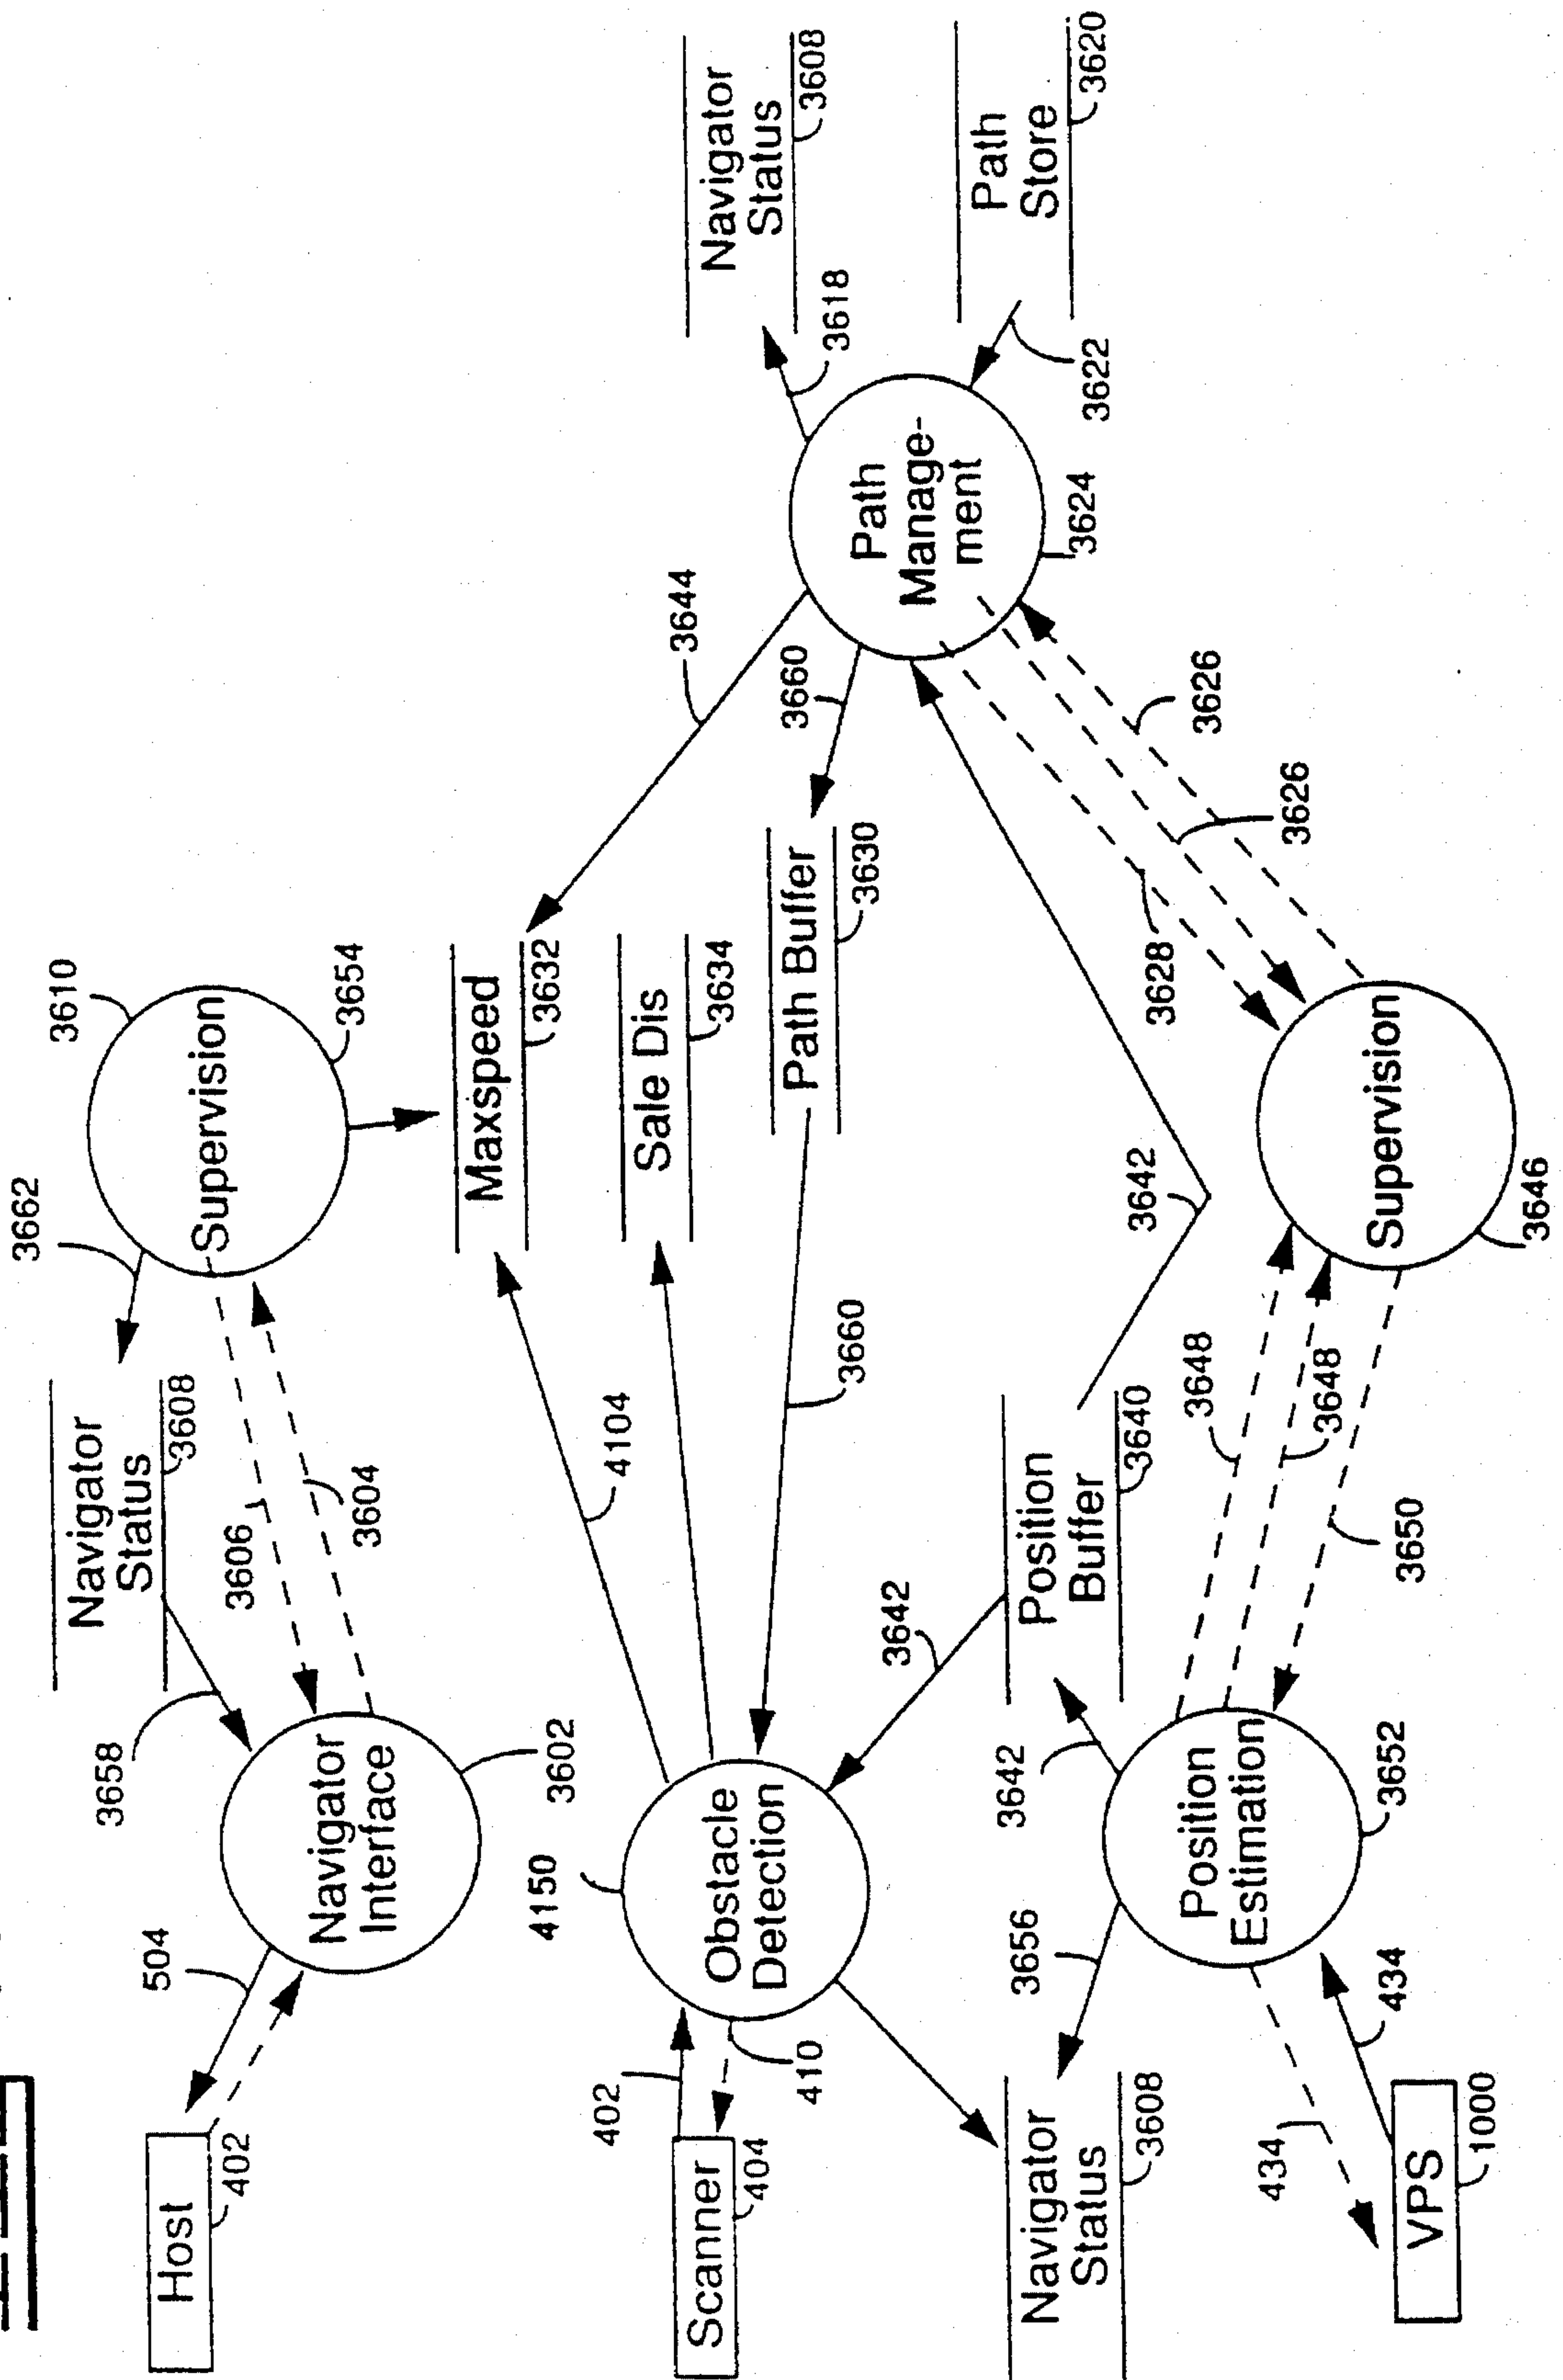 Navigator
Status
3608
3662
3610
Supervision
3654
Host
402
504
3658
Navigator
Interface
3602
3606
3604
Maxspeed
3632
4104
3644
Sale Dis
3634
Navigator
Status
3608
3618
Scanner
404
402
410
4150
Obstacle
Detection
3660
Path Buffer
3630
3660
Path
Manage-
ment
3624
Path
Store
3620
3622
3642
Position
Buffer
3640
3642
Navigator
Status
3608
3656
3642
Position
Estimation
3652
3648
3648
3650
Supervision
3646
3628
3626
3626
434
434
VPS
1000